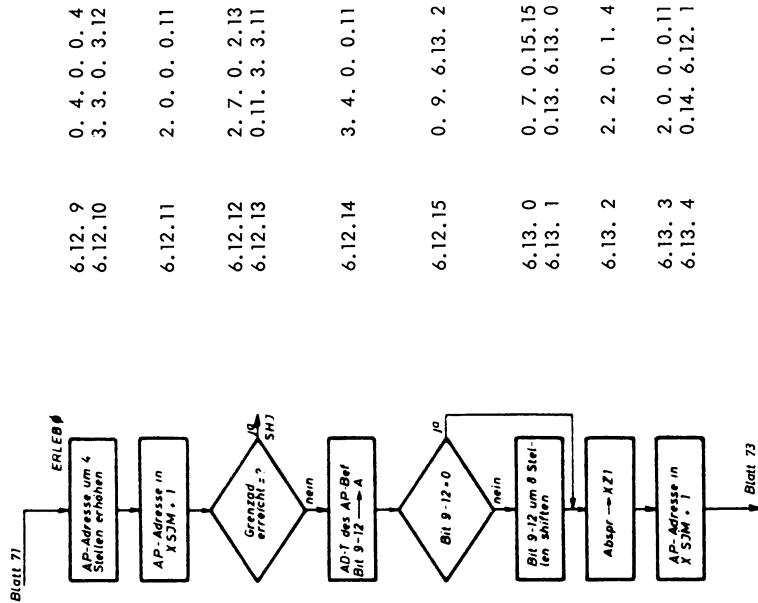 Blatt 71
ERLEBØ
AP-Adresse um 4
Stellen erhöhen
AP-Adresse in
X SJM + 1
Grenzad
erreicht = ?
ja
SHJ
nein
AD-T des AP-Bef
Bit 9-12 → A
Bit 9-12=0
ja
nein
Bit 9-12 um 8 Stel-
len shiften
Abspr → XZ1
AP-Adresse in
X SJM + 1
Blatt 73
6.12. 9 0. 4. 0. 0. 4
6.12.10 3. 3. 0. 3.12
6.12.11 2. 0. 0. 0.11
6.12.12 2. 7. 0. 2.13
6.12.13 0.11. 3. 3.11
6.12.14 3. 4. 0. 0.11
6.12.15 0. 9. 6.13. 2
6.13. 0 0. 7. 0.15.15
6.13. 1 0.13. 6.13. 0
6.13. 2 2. 2. 0. 1. 4
6.13. 3 2. 0. 0. 0.11
6.13. 4 0.14. 6.12. 1